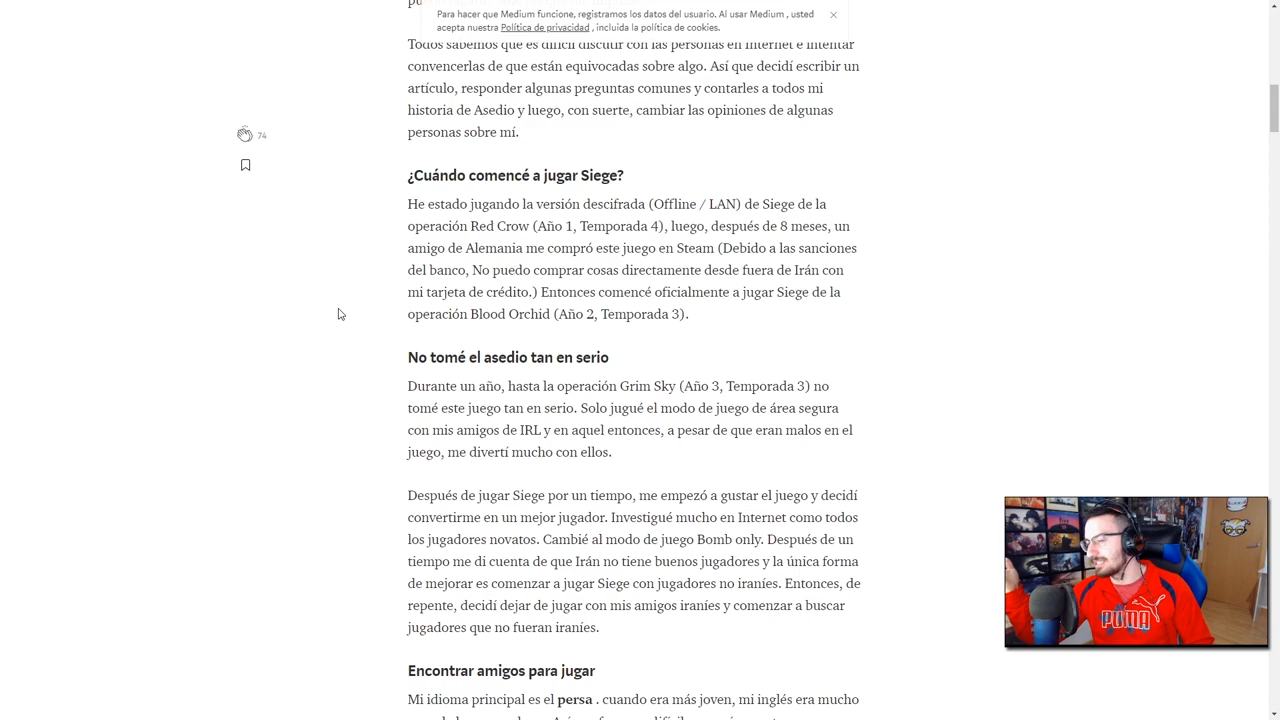 Para hacer que Medium funcione, registramos los datos del usuario. Al usar Medium , usted
acepta nuestra Política de privacidad , incluida la política de cookies.
Todos sabemos que es difícil discutir con las personas en Internet e intentar
convencerlas de que están equivocadas sobre algo. Así que decidí escribir un
artículo, responder algunas preguntas comunes y contarles a todos mi
historia de Asedio y luego, con suerte, cambiar las opiniones de algunas
personas sobre mí.
74
¿Cuándo comencé a jugar Siege?
He estado jugando la versión descifrada (Offline / LAN) de Siege de la
operación Red Crow (Año 1, Temporada 4), luego, después de 8 meses, un
amigo de Alemania me compró este juego en Steam (Debido a las sanciones
del banco, No puedo comprar cosas directamente desde fuera de Irán con
mi tarjeta de crédito.) Entonces comencé oficialmente a jugar Siege de la
operación Blood Orchid (Año 2, Temporada 3).
No tomé el asedio tan en serio
Durante un año, hasta la operación Grim Sky (Año 3, Temporada 3) no
tomé este juego tan en serio. Solo jugué el modo de juego de área segura
con mis amigos de IRL y en aquel entonces, a pesar de que eran malos en el
juego, me divertí mucho con ellos.
Después de jugar Siege por un tiempo, me empezó a gustar el juego y decidí
convertirme en un mejor jugador. Investigué mucho en Internet como todos
los jugadores novatos. Cambié al modo de juego Bomb only. Después de un
tiempo me di cuenta de que Irán no tiene buenos jugadores y la única forma
de mejorar es comenzar a jugar Siege con jugadores no iraníes. Entonces, de
repente, decidí dejar de jugar con mis amigos iraníes y comenzar a buscar
jugadores que no fueran iraníes.
Encontrar amigos para jugar
Mi idioma principal es el persa . cuando era más joven, mi inglés era mucho
PUMA